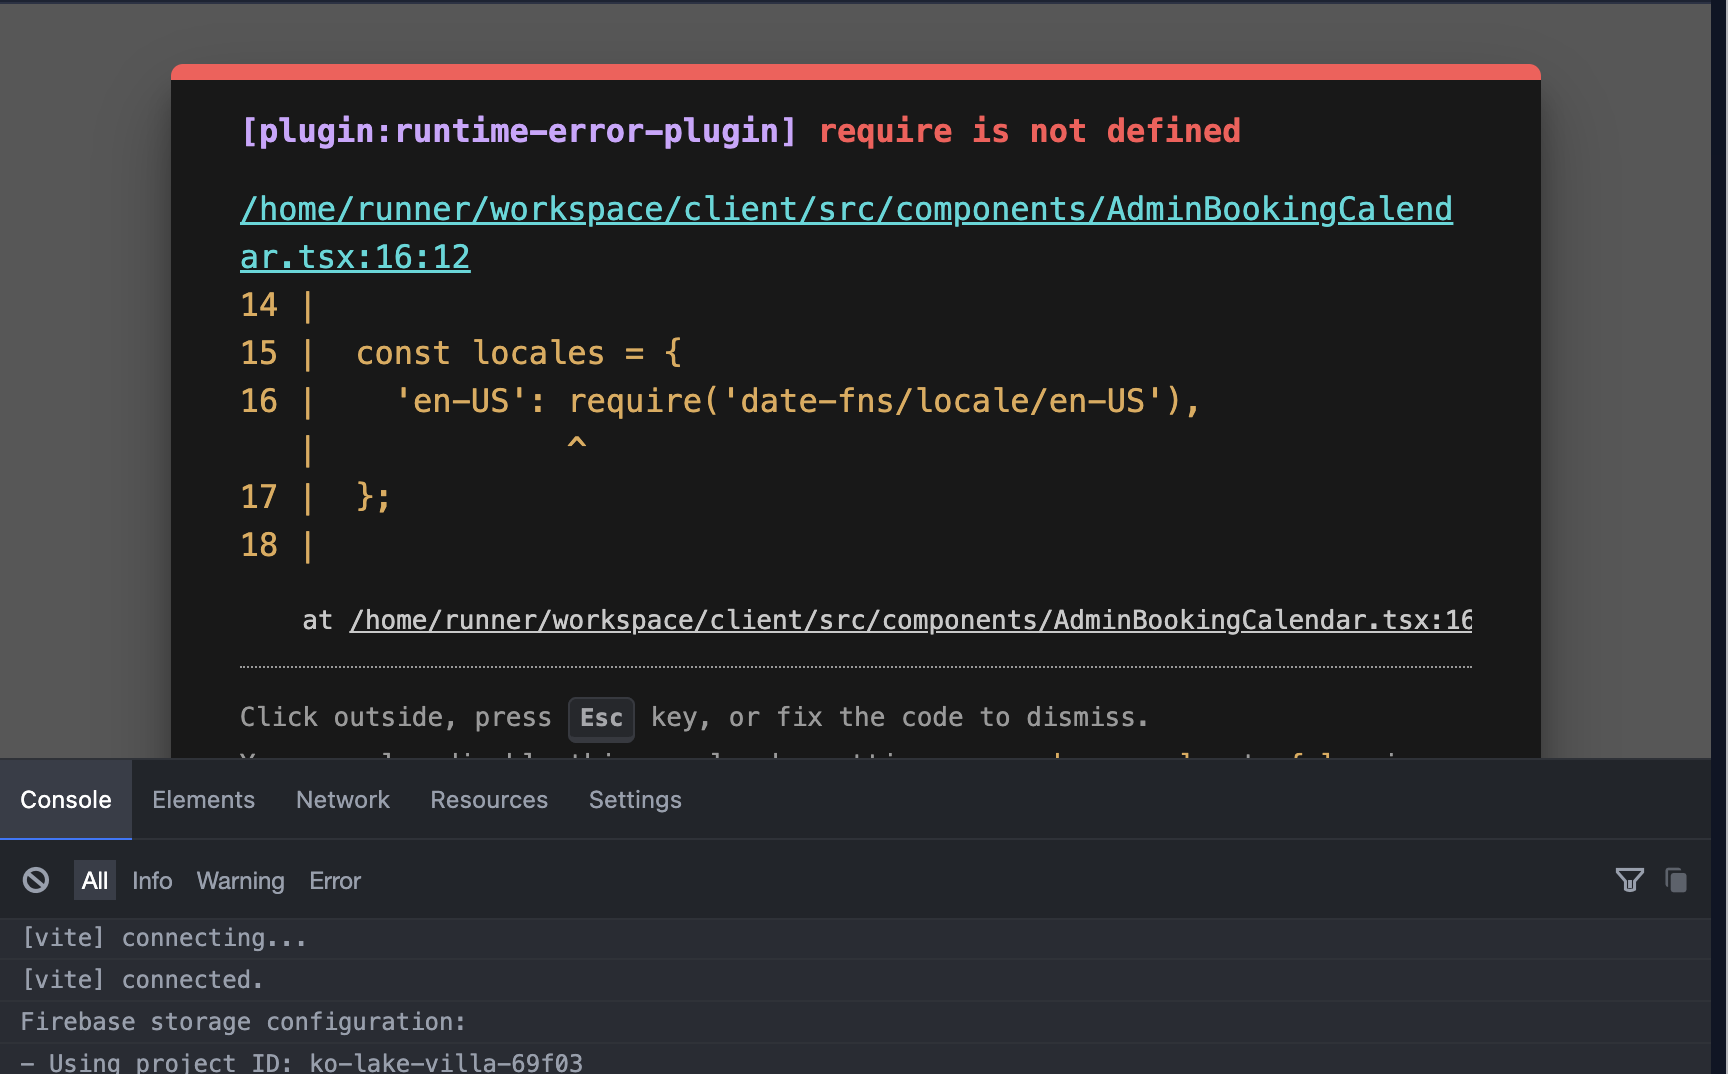 [plugin:runtime-error-plugin] require is not defined
/home/runner/workspace/client/src/components/AdminBookingCalend
ar.tsx:16:12
14 |
15 |  const locales = {
16 |    'en-US': require('date-fns/locale/en-US'),
   |             ^
17 |  };
18 |
at /home/runner/workspace/client/src/components/AdminBookingCalendar.tsx:16
Click outside, press Esc key, or fix the code to dismiss.
Console Elements Network Resources Settings
All Info Warning Error
[vite] connecting...
[vite] connected.
Firebase storage configuration:
– Using project ID: ko-lake-villa-69f03